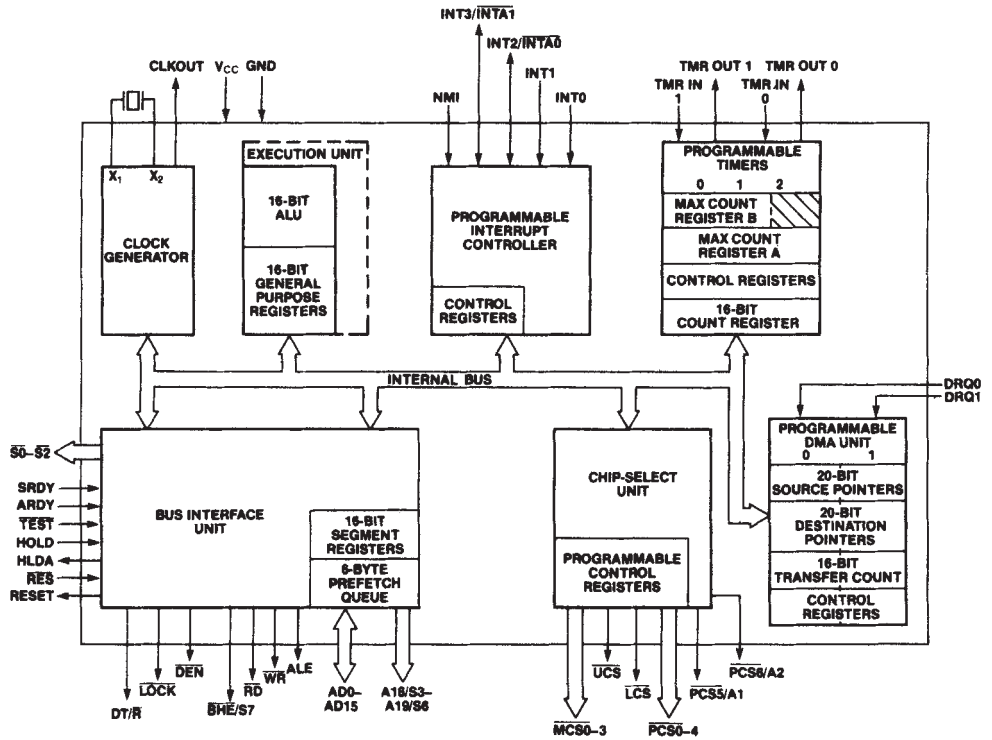 INT3/INTA1
INT2/INTA0
CLKOUT VCC GND
INT1
TMR OUT 1 TMR OUT 0
TMR IN 1
TMR IN 0
NMI
INT0
X1 X2
CLOCK
GENERATOR
EXECUTION UNIT
16-BIT
ALU
16-BIT
GENERAL
PURPOSE
REGISTERS
PROGRAMMABLE
INTERRUPT
CONTROLLER
CONTROL
REGISTERS
PROGRAMMABLE
TIMERS
0 1 2
MAX COUNT
REGISTER B
MAX COUNT
REGISTER A
CONTROL REGISTERS
16-BIT
COUNT REGISTER
INTERNAL BUS
DRQ0
DRQ1
S0-S2
SRDY
ARDY
TEST
HOLD
HLDA
RES
RESET
BUS INTERFACE
UNIT
16-BIT
SEGMENT
REGISTERS
6-BYTE
PREFETCH
QUEUE
CHIP-SELECT
UNIT
PROGRAMMABLE
CONTROL
REGISTERS
PROGRAMMABLE
DMA UNIT
0 1
20-BIT
SOURCE POINTERS
20-BIT
DESTINATION
POINTERS
16-BIT
TRANSFER COUNT
CONTROL
REGISTERS
DT/R
LOCK
DEN
BHE/S7
RD
WR
ALE
AD0-
AD15
A16/S3-
A19/S6
MCS0-3
UCS
LCS
PCS0-4
PCS5/A1
PCS6/A2